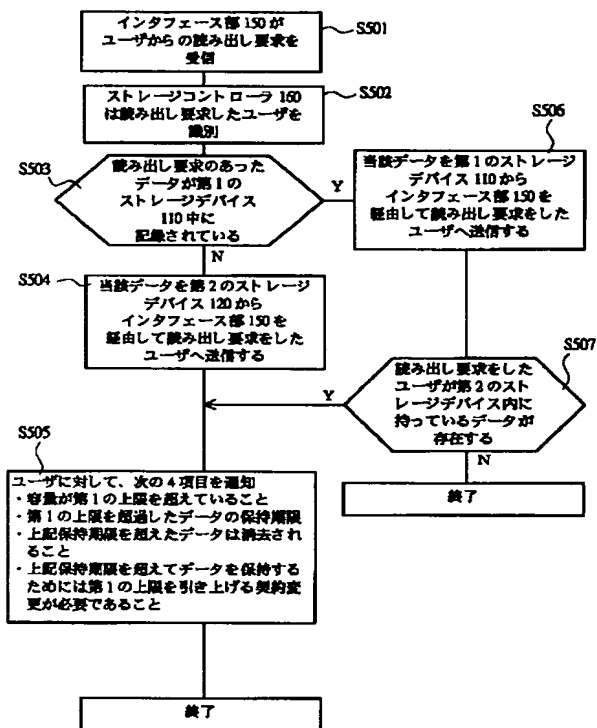 インタフェース部 150 が
ユーザからの読み出し要求を
受信
S501
ストレージコントローラ 160
は読み出し要求したユーザを
識別
S502
S503
読み出し要求のあった
データが第1の
ストレージデバイス
110 中に
記録されている
Y
N
S506
当該データを第1のストレージ
デバイス 110 から
インタフェース部 150 を
経由して読み出し要求をした
ユーザへ送信する
S504
当該データを第2のストレージ
デバイス 120 から
インタフェース部 150 を
経由して読み出し要求をした
ユーザへ送信する
S507
読み出し要求をした
ユーザが第2のスト
レージデバイス内に
持っているデータが
存在する
Y
N
終了
S505
ユーザに対して、次の4項目を通知
・容量が第1の上限を超えていること
・第1の上限を超過したデータの保持期限
・上記保持期限を超えたデータは消去され
ること
・上記保持期限を超えてデータを保持する
ためには第1の上限を引き上げる契約変
更が必要であること
終了